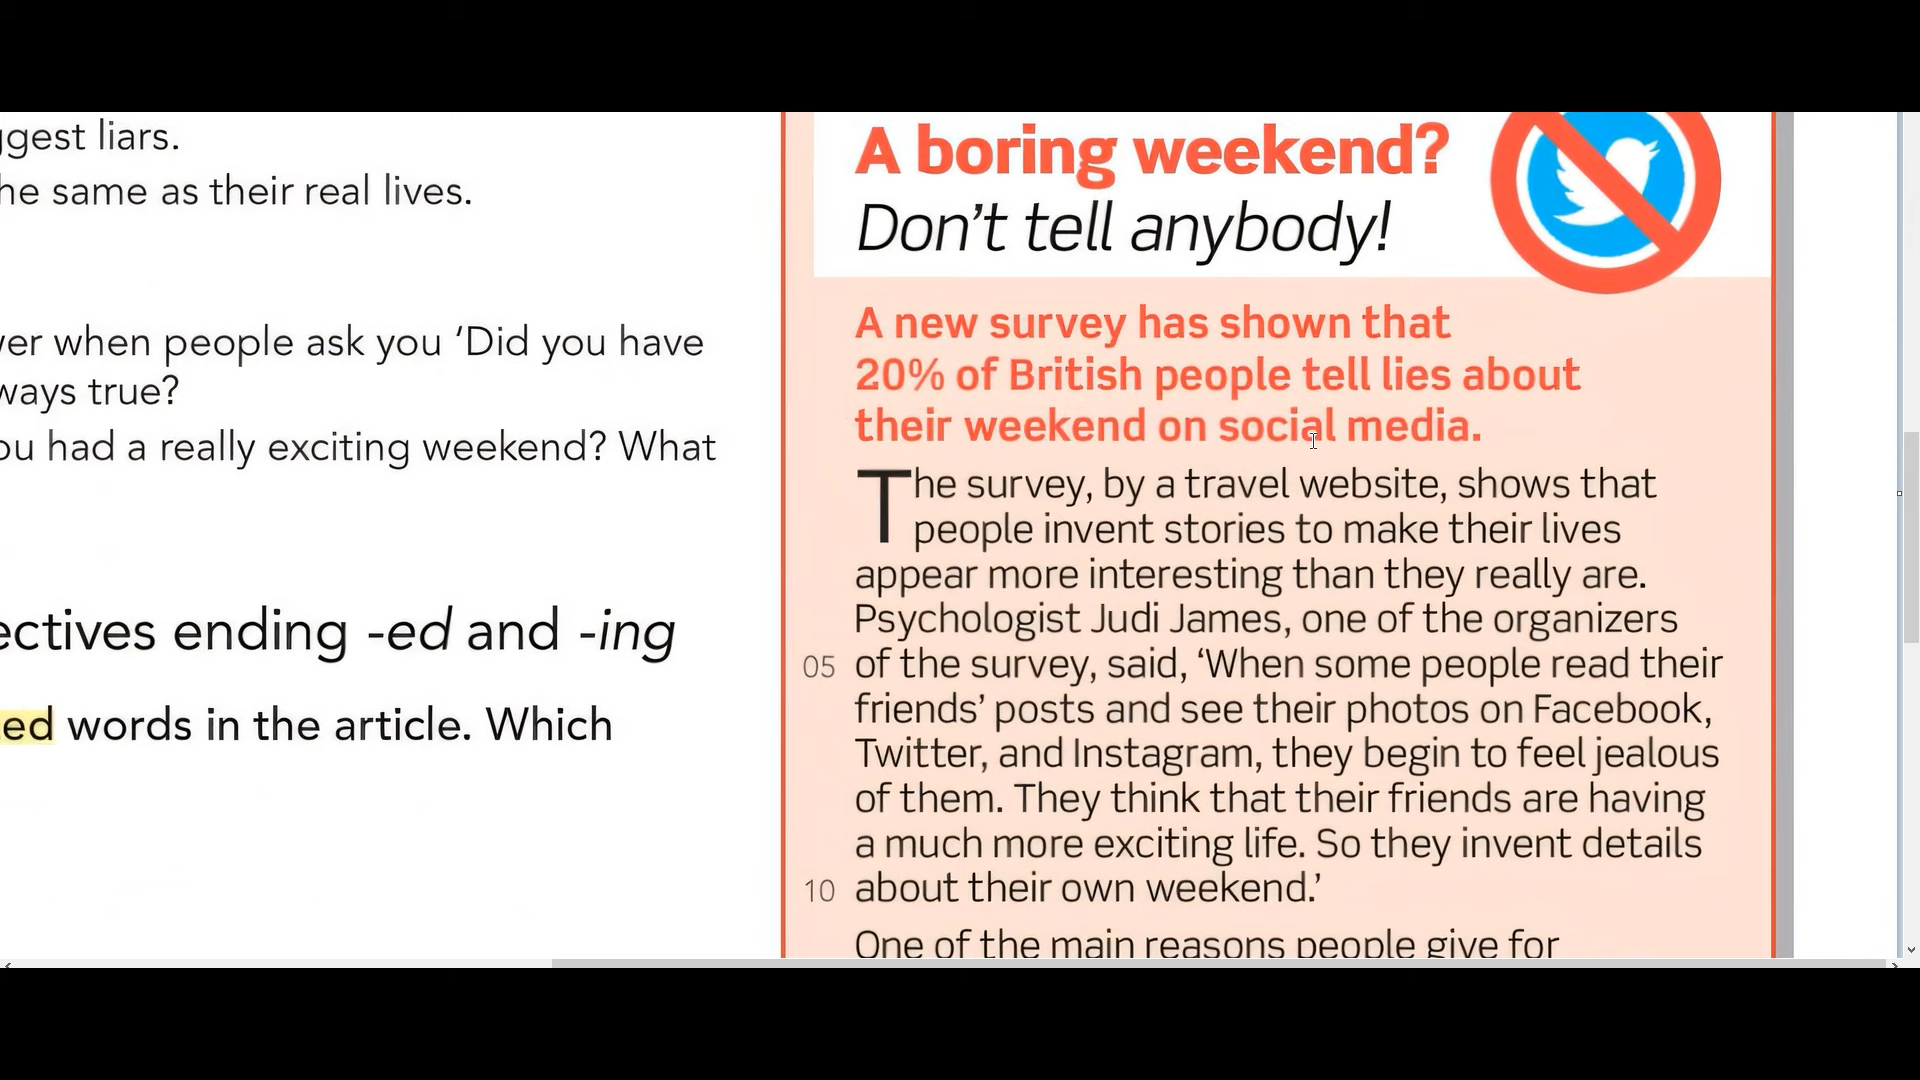 ggest liars.
he same as their real lives.
ver when people ask you ‘Did you have
ways true?
ou had a really exciting weekend? What
ectives ending -ed and -ing
ted words in the article. Which
A boring weekend?
Don’t tell anybody!
A new survey has shown that
20% of British people tell lies about
their weekend on social media.
The survey, by a travel website, shows that
people invent stories to make their lives
appear more interesting than they really are.
Psychologist Judi James, one of the organizers
05 of the survey, said, ‘When some people read their
friends’ posts and see their photos on Facebook,
Twitter, and Instagram, they begin to feel jealous
of them. They think that their friends are having
a much more exciting life. So they invent details
10 about their own weekend.’
One of the main reasons people give for